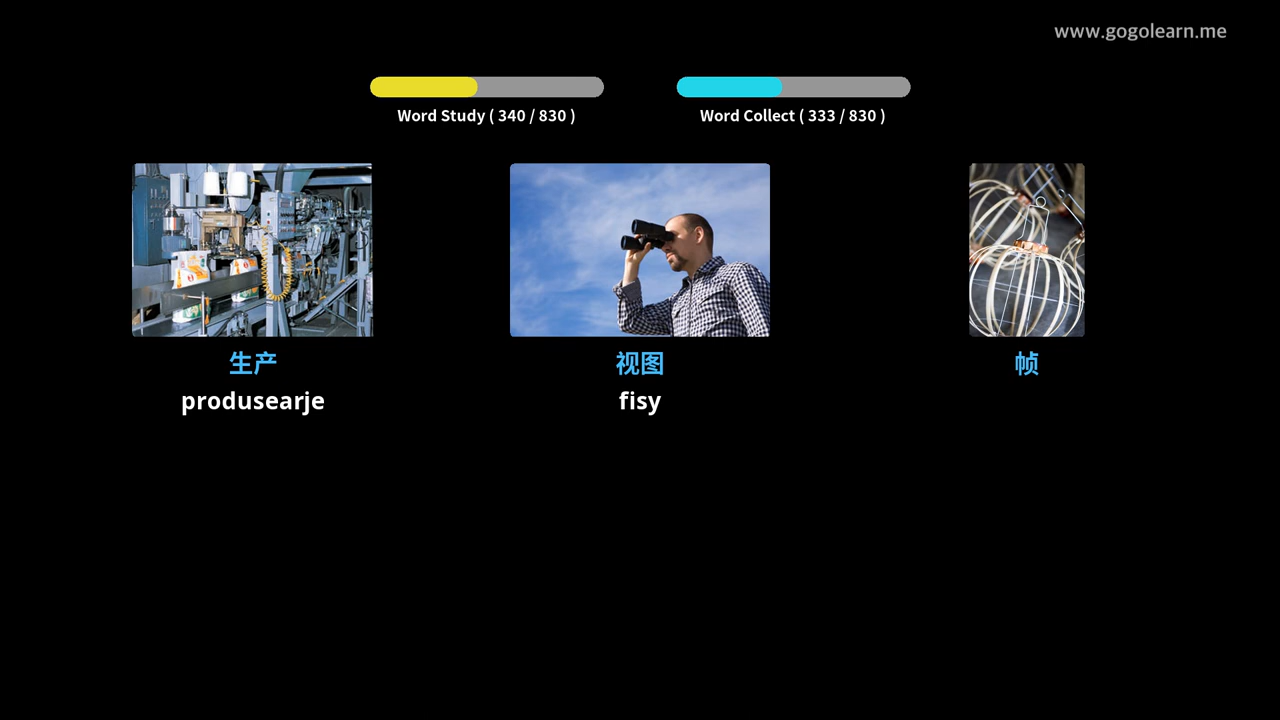 www.gogolearn.me
Word Study ( 340 / 830 )
Word Collect ( 333 / 830 )
生产
produsearje
视图
fisy
帧